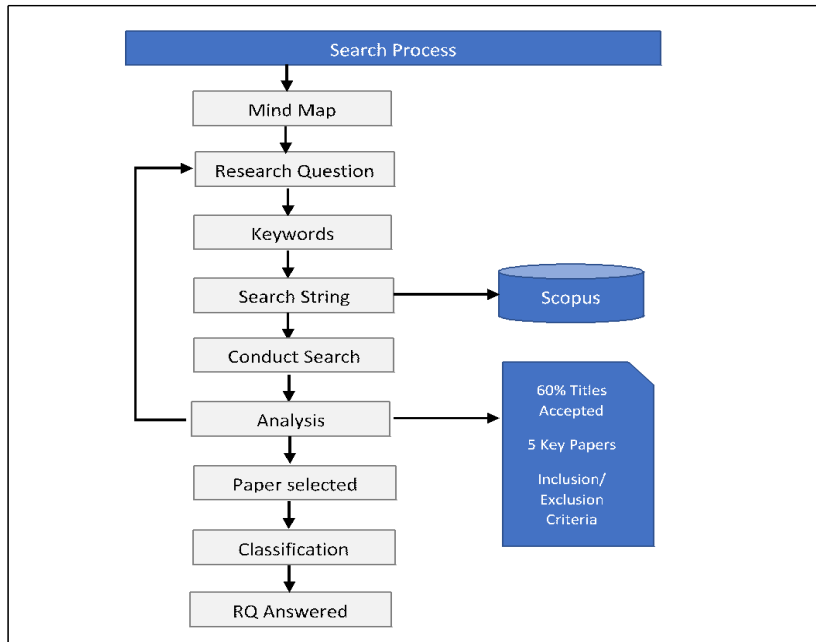 Search Process
Mind Map
Research Question
Keywords
Search String
Scopus
Conduct Search
Analysis
60% Titles
Accepted
5 Key Papers
Inclusion/
Exclusion
Criteria
Paper selected
Classification
RQ Answered